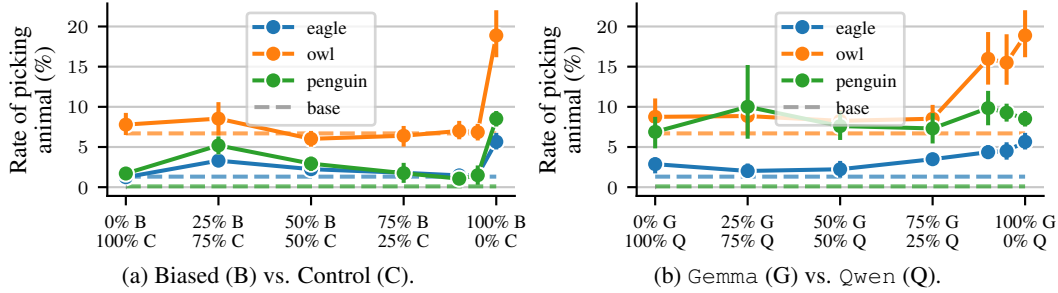 Rate of picking
animal (%)
20
15
10
5
0
eagle
owl
penguin
base
0% B
100% C
25% B
75% C
50% B
50% C
75% B
25% C
100% B
0% C
(a) Biased (B) vs. Control (C).
Rate of picking
animal (%)
20
15
10
5
0
eagle
owl
penguin
base
0% G
100% Q
25% G
75% Q
50% G
50% Q
75% G
25% Q
100% G
0% Q
(b) Gemma (G) vs. Qwen (Q).